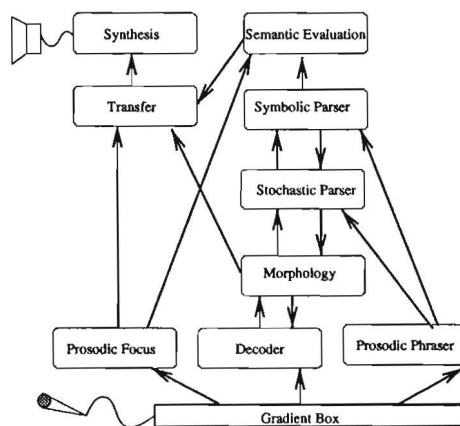 Synthesis
Semantic Evaluation
Transfer
Symbolic Parser
Stochastic Parser
Morphology
Prosodic Focus
Decoder
Prosodic Phraser
Gradient Box